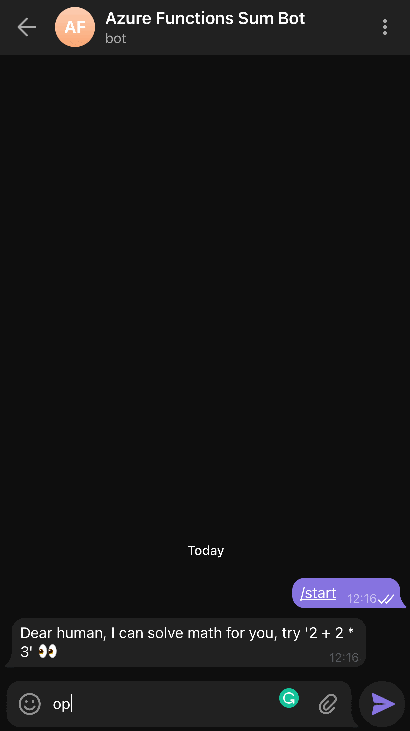 AF
Azure Functions Sum Bot
bot
Today
/start 12:16
Dear human, I can solve math for you, try '2 + 2 *
3' 👀
12:16
op